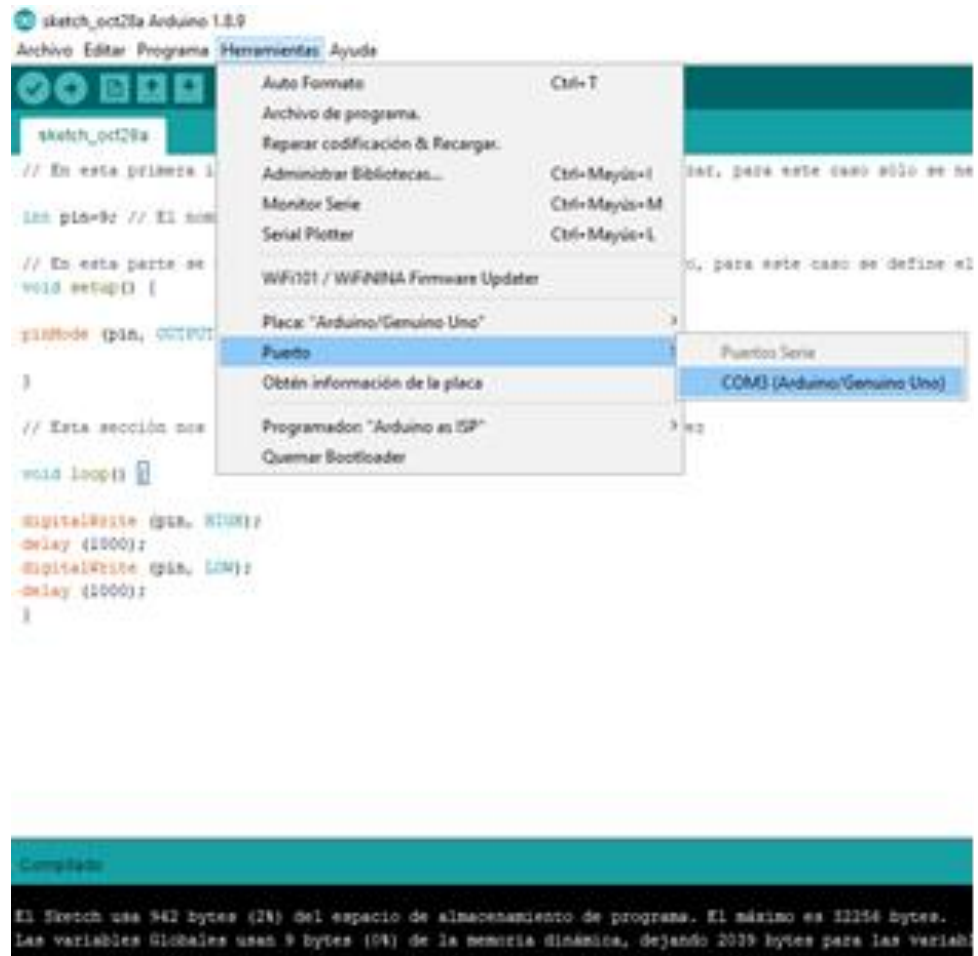 sketch_oct28a Arduino 1.8.9
Archivo Editar Programa Herramientas Ayuda
Auto Formato Ctrl+T
Archivo de programa.
sketch_oct28a
Reparar codificación & Recargar.
// En esta primera Administrar Bibliotecas... Ctrl+Mayús+I para este caso sólo se
Monitor Serie Ctrl+Mayús+M
int pin=9; // El Serial Plotter Ctrl+Mayús+L
// En esta parte se WiFi101 / WiFiNINA Firmware Updater para este caso se define el
void setup() {
Placa: "Arduino/Genuino Uno"
pinMode (pin, OUTPUT
Puerto Puertos Serie
} Obtén información de la placa COM3 (Arduino/Genuino Uno)
// Esta sección nos Programador: "Arduino as ISP"
Quemar Bootloader
void loop() {
digitalWrite (pin, HIGH);
delay (1000);
digitalWrite (pin, LOW);
delay (1000);
}
Compilado
El Sketch usa 942 bytes (2%) del espacio de almacenamiento de programa. El máximo es 32256 bytes.
Las variables Globales usan 9 bytes (0%) de la memoria dinámica, dejando 2039 bytes para las